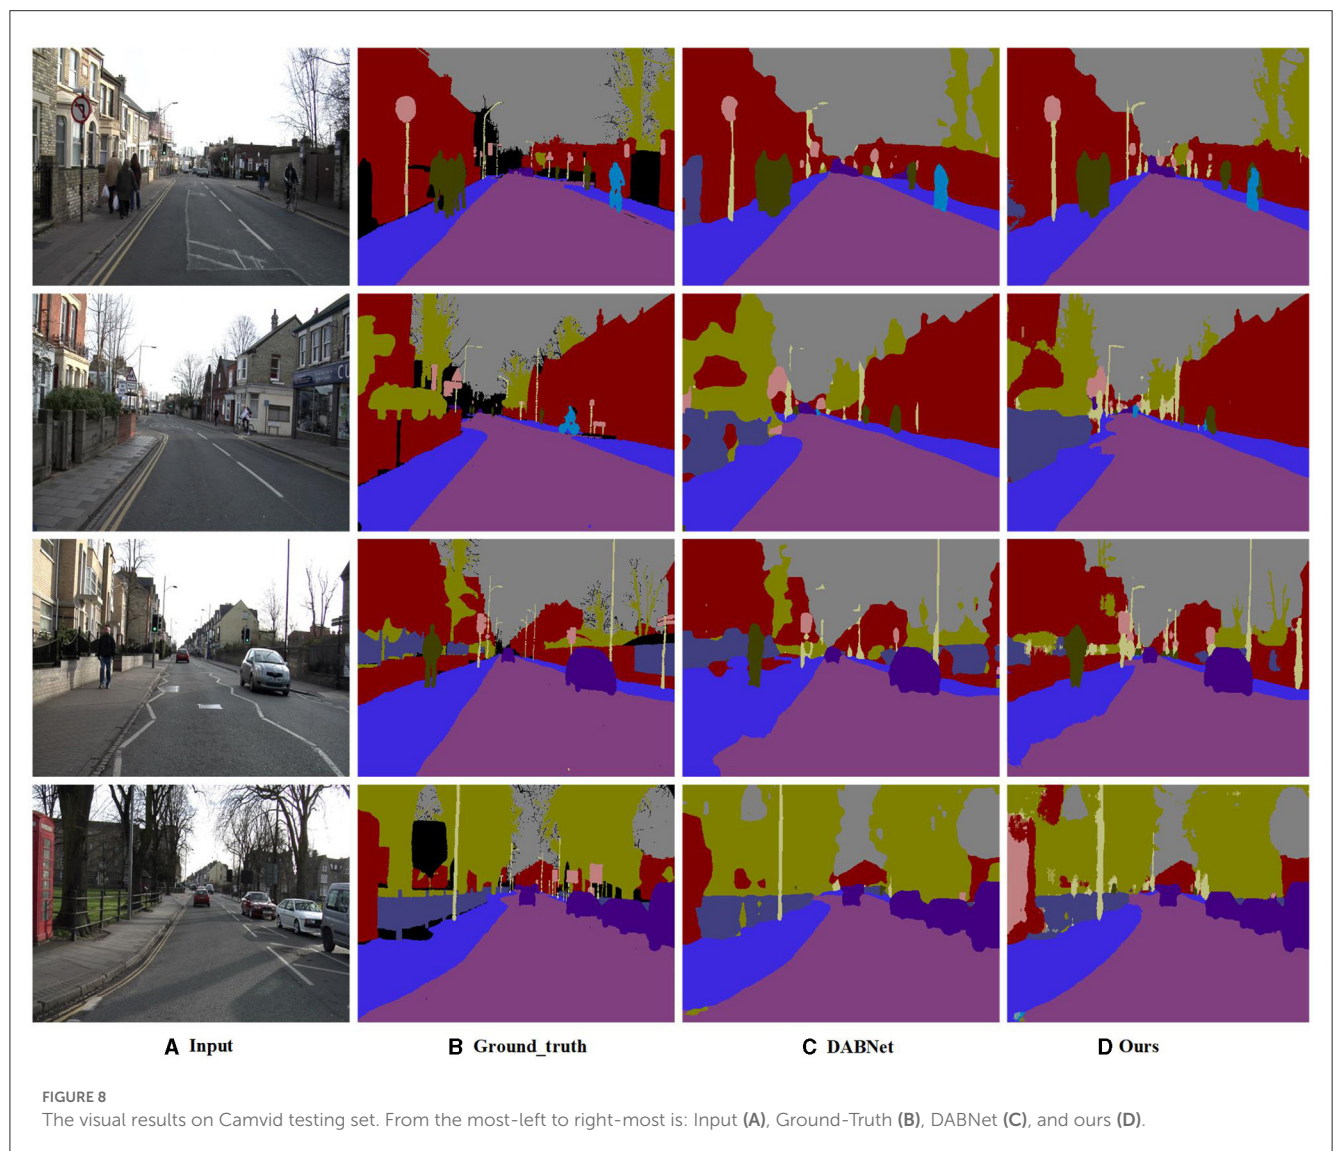 A Input
B Ground_truth
C DABNet
D Ours
FIGURE 8
The visual results on Camvid testing set. From the most-left to right-most is: Input (A), Ground-Truth (B), DABNet (C), and ours (D).